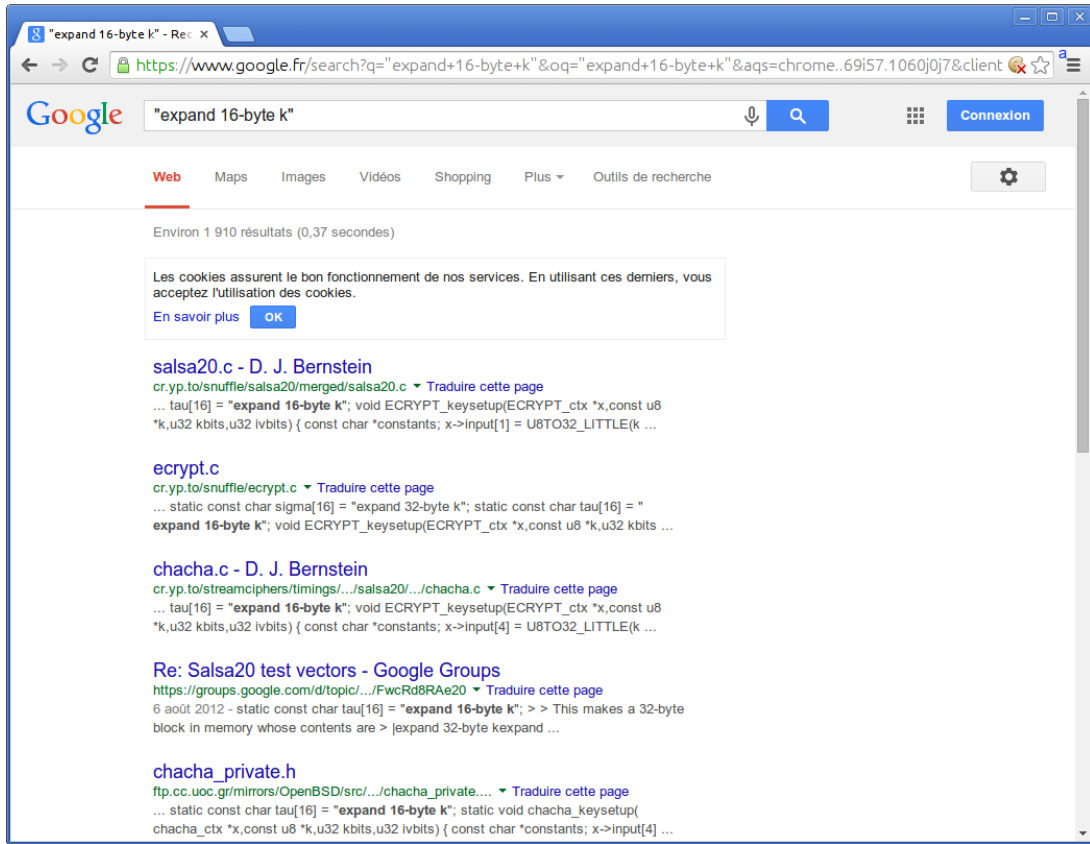 "expand 16-byte k" - Rec
https://www.google.fr/search?q="expand+16-byte+k"&oq="expand+16-byte+k"&aqs=chrome..69i57.1060j0j7&client
a
Google
"expand 16-byte k"
Connexion
Web Maps Images Vidéos Shopping Plus Outils de recherche
Environ 1 910 résultats (0,37 secondes)
Les cookies assurent le bon fonctionnement de nos services. En utilisant ces derniers, vous
acceptez l'utilisation des cookies.
En savoir plus OK
salsa20.c - D. J. Bernstein
cr.yp.to/snuffle/salsa20/merged/salsa20.c Traduire cette page
... tau[16] = "expand 16-byte k"; void ECRYPT_keysetup(ECRYPT_ctx *x,const u8
*k,u32 kbits,u32 ivbits) { const char *constants; x->input[1] = U8TO32_LITTLE(k ...
ecrypt.c
cr.yp.to/snuffle/ecrypt.c Traduire cette page
... static const char sigma[16] = "expand 32-byte k"; static const char tau[16] = "
expand 16-byte k"; void ECRYPT_keysetup(ECRYPT_ctx *x,const u8 *k,u32 kbits ...
chacha.c - D. J. Bernstein
cr.yp.to/streamciphers/timings/.../salsa20/.../chacha.c Traduire cette page
... tau[16] = "expand 16-byte k"; void ECRYPT_keysetup(ECRYPT_ctx *x,const u8
*k,u32 kbits,u32 ivbits) { const char *constants; x->input[4] = U8TO32_LITTLE(k ...
Re: Salsa20 test vectors - Google Groups
https://groups.google.com/d/topic/.../FwcRd8RAe20 Traduire cette page
6 août 2012 - static const char tau[16] = "expand 16-byte k"; > > This makes a 32-byte
block in memory whose contents are > |expand 32-byte kexpand ...
chacha_private.h
ftp.cc.uoc.gr/mirrors/OpenBSD/src/.../chacha_private.... Traduire cette page
... static const char tau[16] = "expand 16-byte k"; static void chacha_keysetup(
chacha_ctx *x,const u8 *k,u32 kbits,u32 ivbits) { const char *constants; x->input[4] ...